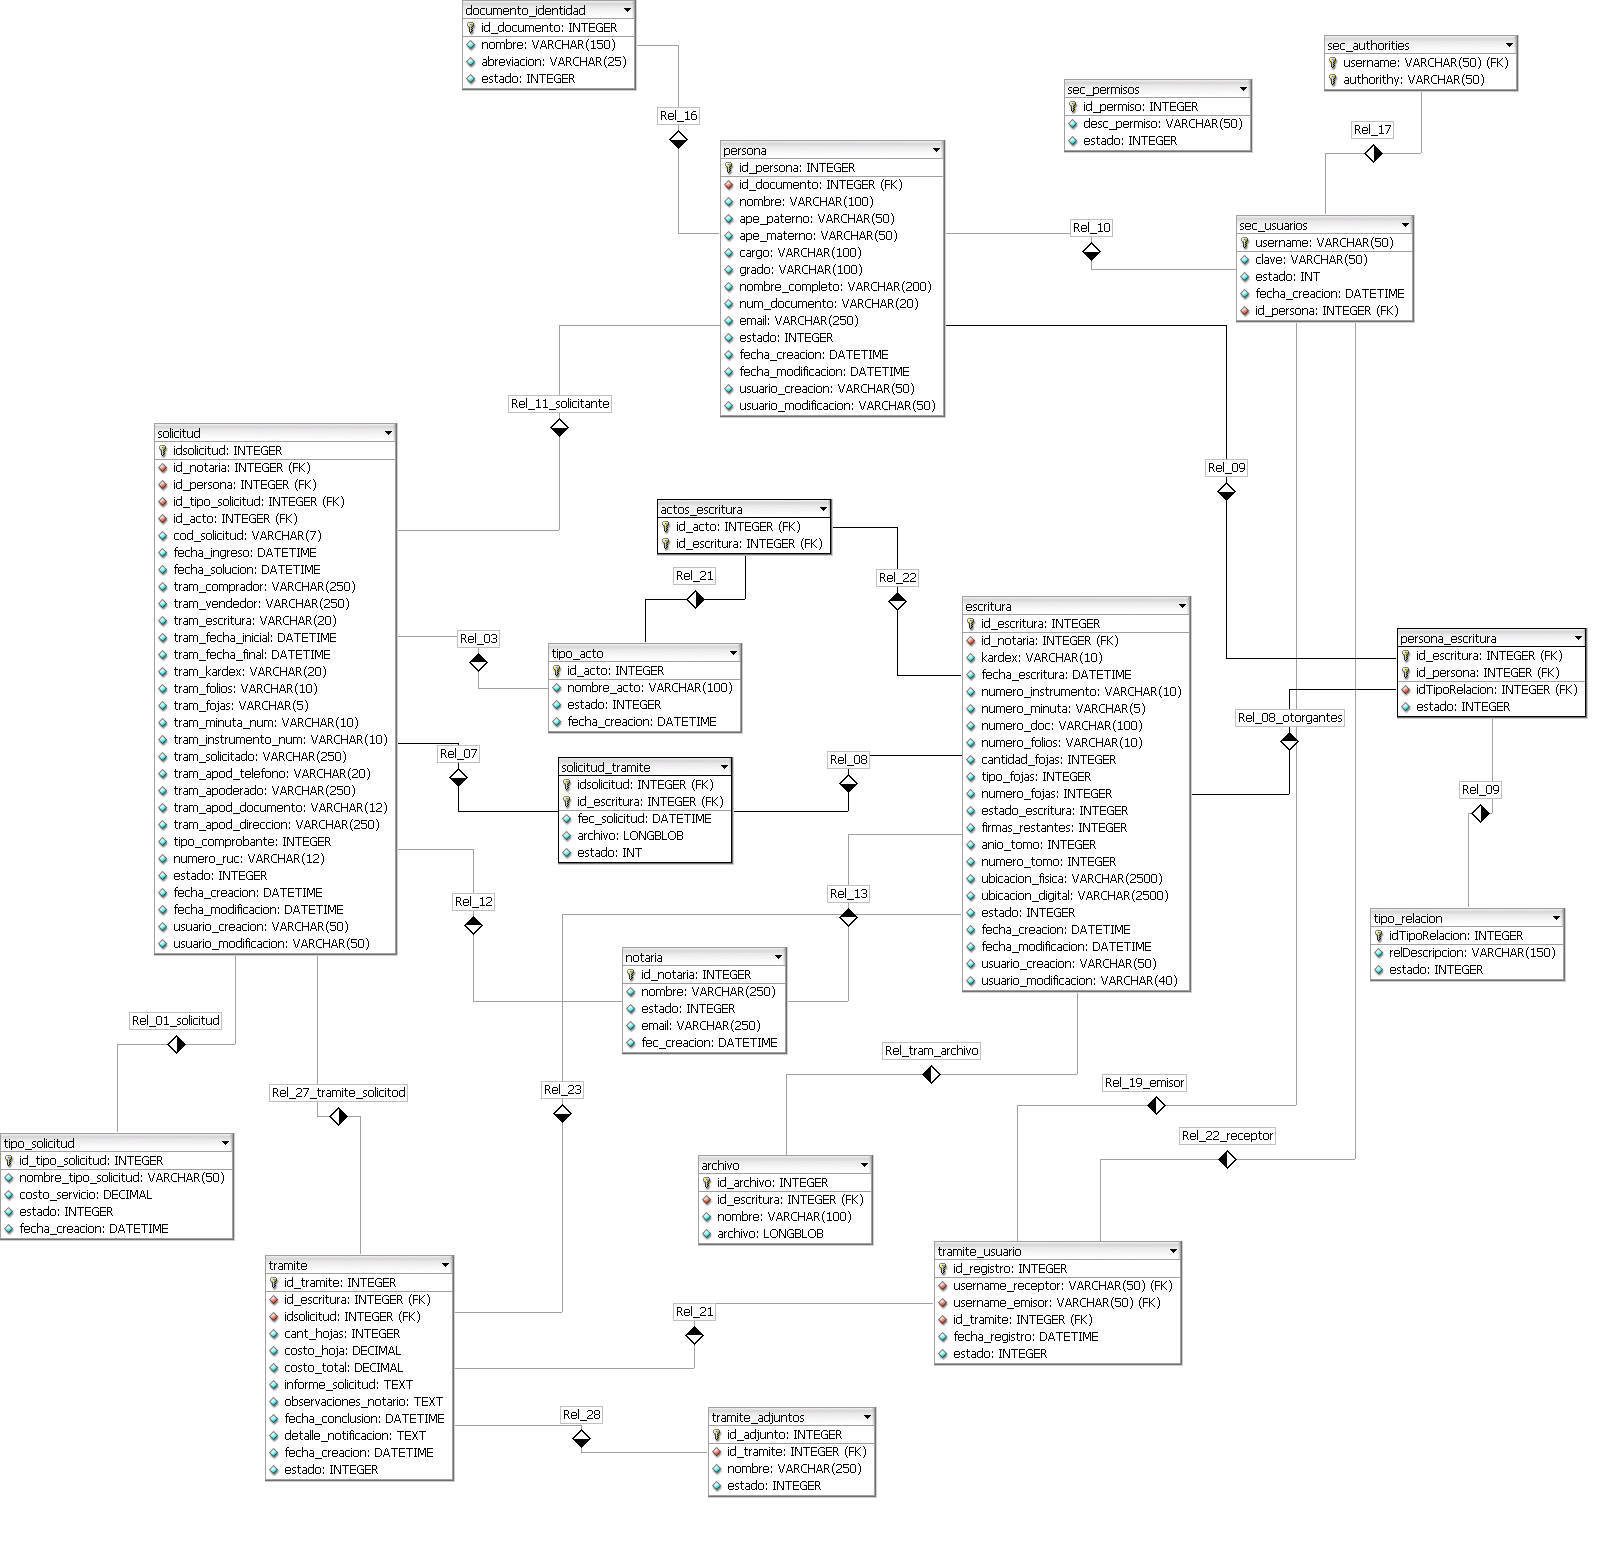 documento_identidad
id_documento: INTEGER
nombre: VARCHAR(150)
abreviacion: VARCHAR(25)
estado: INTEGER
sec_authorities
username: VARCHAR(50) (FK)
authorithy: VARCHAR(50)
sec_permisos
id_permiso: INTEGER
desc_permiso: VARCHAR(50)
estado: INTEGER
Rel_16
Rel_17
persona
id_persona: INTEGER
id_documento: INTEGER (FK)
nombre: VARCHAR(100)
ape_paterno: VARCHAR(50)
ape_materno: VARCHAR(50)
cargo: VARCHAR(100)
grado: VARCHAR(100)
nombre_completo: VARCHAR(200)
num_documento: VARCHAR(20)
email: VARCHAR(250)
estado: INTEGER
fecha_creacion: DATETIME
fecha_modificacion: DATETIME
usuario_creacion: VARCHAR(50)
usuario_modificacion: VARCHAR(50)
Rel_10
sec_usuarios
username: VARCHAR(50)
clave: VARCHAR(50)
estado: INT
fecha_creacion: DATETIME
id_persona: INTEGER (FK)
Rel_11_solicitante
solicitud
idsolicitud: INTEGER
id_notaria: INTEGER (FK)
id_persona: INTEGER (FK)
id_tipo_solicitud: INTEGER (FK)
id_acto: INTEGER (FK)
cod_solicitud: VARCHAR(7)
fecha_ingreso: DATETIME
fecha_solucion: DATETIME
tram_comprador: VARCHAR(250)
tram_vendedor: VARCHAR(250)
tram_escritura: VARCHAR(20)
tram_fecha_inicial: DATETIME
tram_fecha_final: DATETIME
tram_kardex: VARCHAR(20)
tram_folios: VARCHAR(10)
tram_fojas: VARCHAR(5)
tram_minuta_num: VARCHAR(10)
tram_instrumento_num: VARCHAR(10)
tram_solicitado: VARCHAR(250)
tram_apod_telefono: VARCHAR(20)
tram_apoderado: VARCHAR(250)
tram_apod_documento: VARCHAR(12)
tram_apod_direccion: VARCHAR(250)
tipo_comprobante: INTEGER
numero_ruc: VARCHAR(12)
estado: INTEGER
fecha_creacion: DATETIME
fecha_modificacion: DATETIME
usuario_creacion: VARCHAR(50)
usuario_modificacion: VARCHAR(50)
Rel_09
actos_escritura
id_acto: INTEGER (FK)
id_escritura: INTEGER (FK)
Rel_21
Rel_22
Rel_03
tipo_acto
id_acto: INTEGER
nombre_acto: VARCHAR(100)
estado: INTEGER
fecha_creacion: DATETIME
escritura
id_escritura: INTEGER
id_notaria: INTEGER (FK)
kardex: VARCHAR(10)
fecha_escritura: DATETIME
numero_instrumento: VARCHAR(10)
numero_minuta: VARCHAR(5)
numero_doc: VARCHAR(100)
numero_folios: VARCHAR(10)
cantidad_fojas: INTEGER
tipo_fojas: INTEGER
numero_fojas: INTEGER
estado_escritura: INTEGER
firmas_restantes: INTEGER
anio_tomo: INTEGER
numero_tomo: INTEGER
ubicacion_fisica: VARCHAR(2500)
ubicacion_digital: VARCHAR(2500)
estado: INTEGER
fecha_creacion: DATETIME
fecha_modificacion: DATETIME
usuario_creacion: VARCHAR(50)
usuario_modificacion: VARCHAR(40)
persona_escritura
id_escritura: INTEGER (FK)
id_persona: INTEGER (FK)
idTipoRelacion: INTEGER (FK)
estado: INTEGER
Rel_08_otorgantes
Rel_07
Rel_08
solicitud_tramite
idsolicitud: INTEGER (FK)
id_escritura: INTEGER (FK)
fec_solicitud: DATETIME
archivo: LONGBLOB
estado: INT
Rel_09
Rel_12
Rel_13
tipo_relacion
idTipoRelacion: INTEGER
relDescripcion: VARCHAR(150)
estado: INTEGER
notaria
id_notaria: INTEGER
nombre: VARCHAR(250)
estado: INTEGER
email: VARCHAR(250)
fec_creacion: DATETIME
Rel_01_solicitud
Rel_tram_archivo
Rel_27_tramite_solicitod
Rel_23
Rel_19_emisor
Rel_22_receptor
tipo_solicitud
id_tipo_solicitud: INTEGER
nombre_tipo_solicitud: VARCHAR(50)
costo_servicio: DECIMAL
estado: INTEGER
fecha_creacion: DATETIME
archivo
id_archivo: INTEGER
id_escritura: INTEGER (FK)
nombre: VARCHAR(100)
archivo: LONGBLOB
tramite
id_tramite: INTEGER
id_escritura: INTEGER (FK)
idsolicitud: INTEGER (FK)
cant_hojas: INTEGER
costo_hoja: DECIMAL
costo_total: DECIMAL
informe_solicitud: TEXT
observaciones_notario: TEXT
fecha_conclusion: DATETIME
detalle_notificacion: TEXT
fecha_creacion: DATETIME
estado: INTEGER
Rel_21
tramite_usuario
id_registro: INTEGER
username_receptor: VARCHAR(50) (FK)
username_emisor: VARCHAR(50) (FK)
id_tramite: INTEGER (FK)
fecha_registro: DATETIME
estado: INTEGER
Rel_28
tramite_adjuntos
id_adjunto: INTEGER
id_tramite: INTEGER (FK)
nombre: VARCHAR(250)
estado: INTEGER